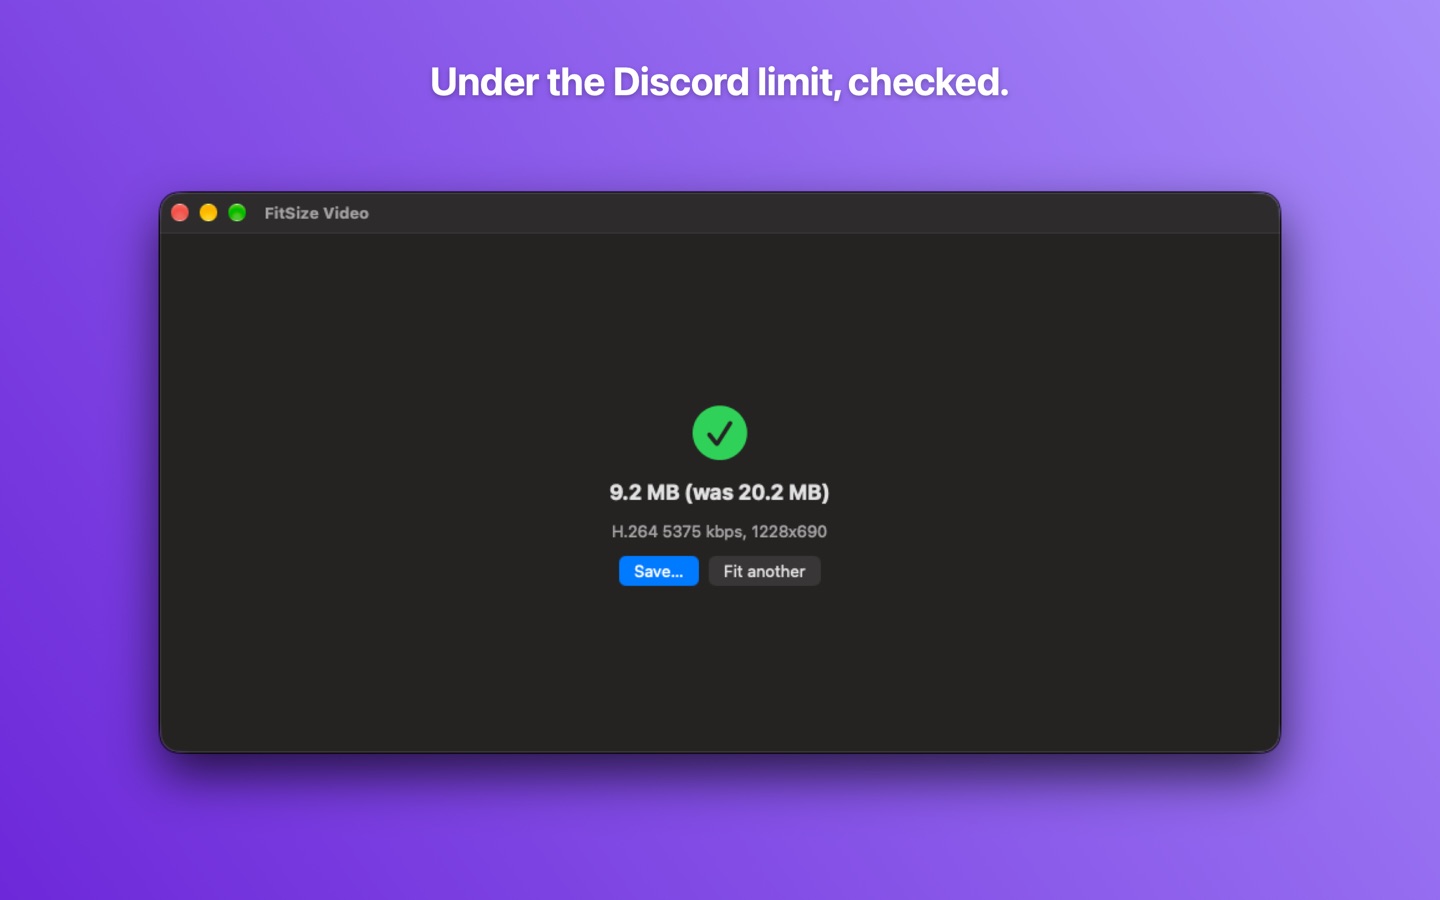 Under the Discord limit, checked.
FitSize Video
9.2 MB (was 20.2 MB)
H.264 5375 kbps, 1228x690
Save...
Fit another